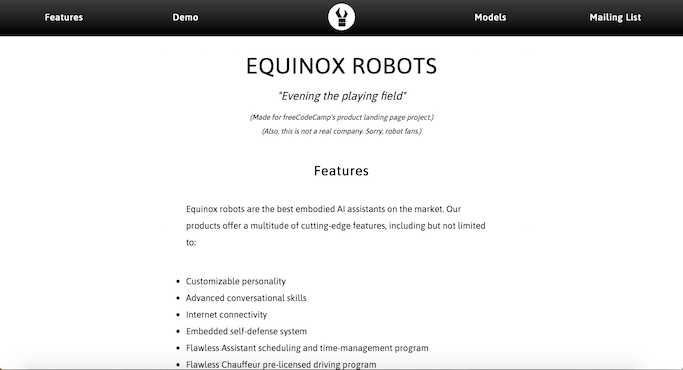 Features Demo Models Mailing List
EQUINOX ROBOTS
"Evening the playing field"
(Made for freeCodeCamp's product landing page project.)
(Also, this is not a real company. Sorry, robot fans.)
Features
Equinox robots are the best embodied AI assistants on the market. Our
products offer a multitude of cutting-edge features, including but not limited
to:
Customizable personality
Advanced conversational skills
Internet connectivity
Embedded self-defense system
Flawless Assistant scheduling and time-management program
Flawless Chauffeur pre-licensed driving program